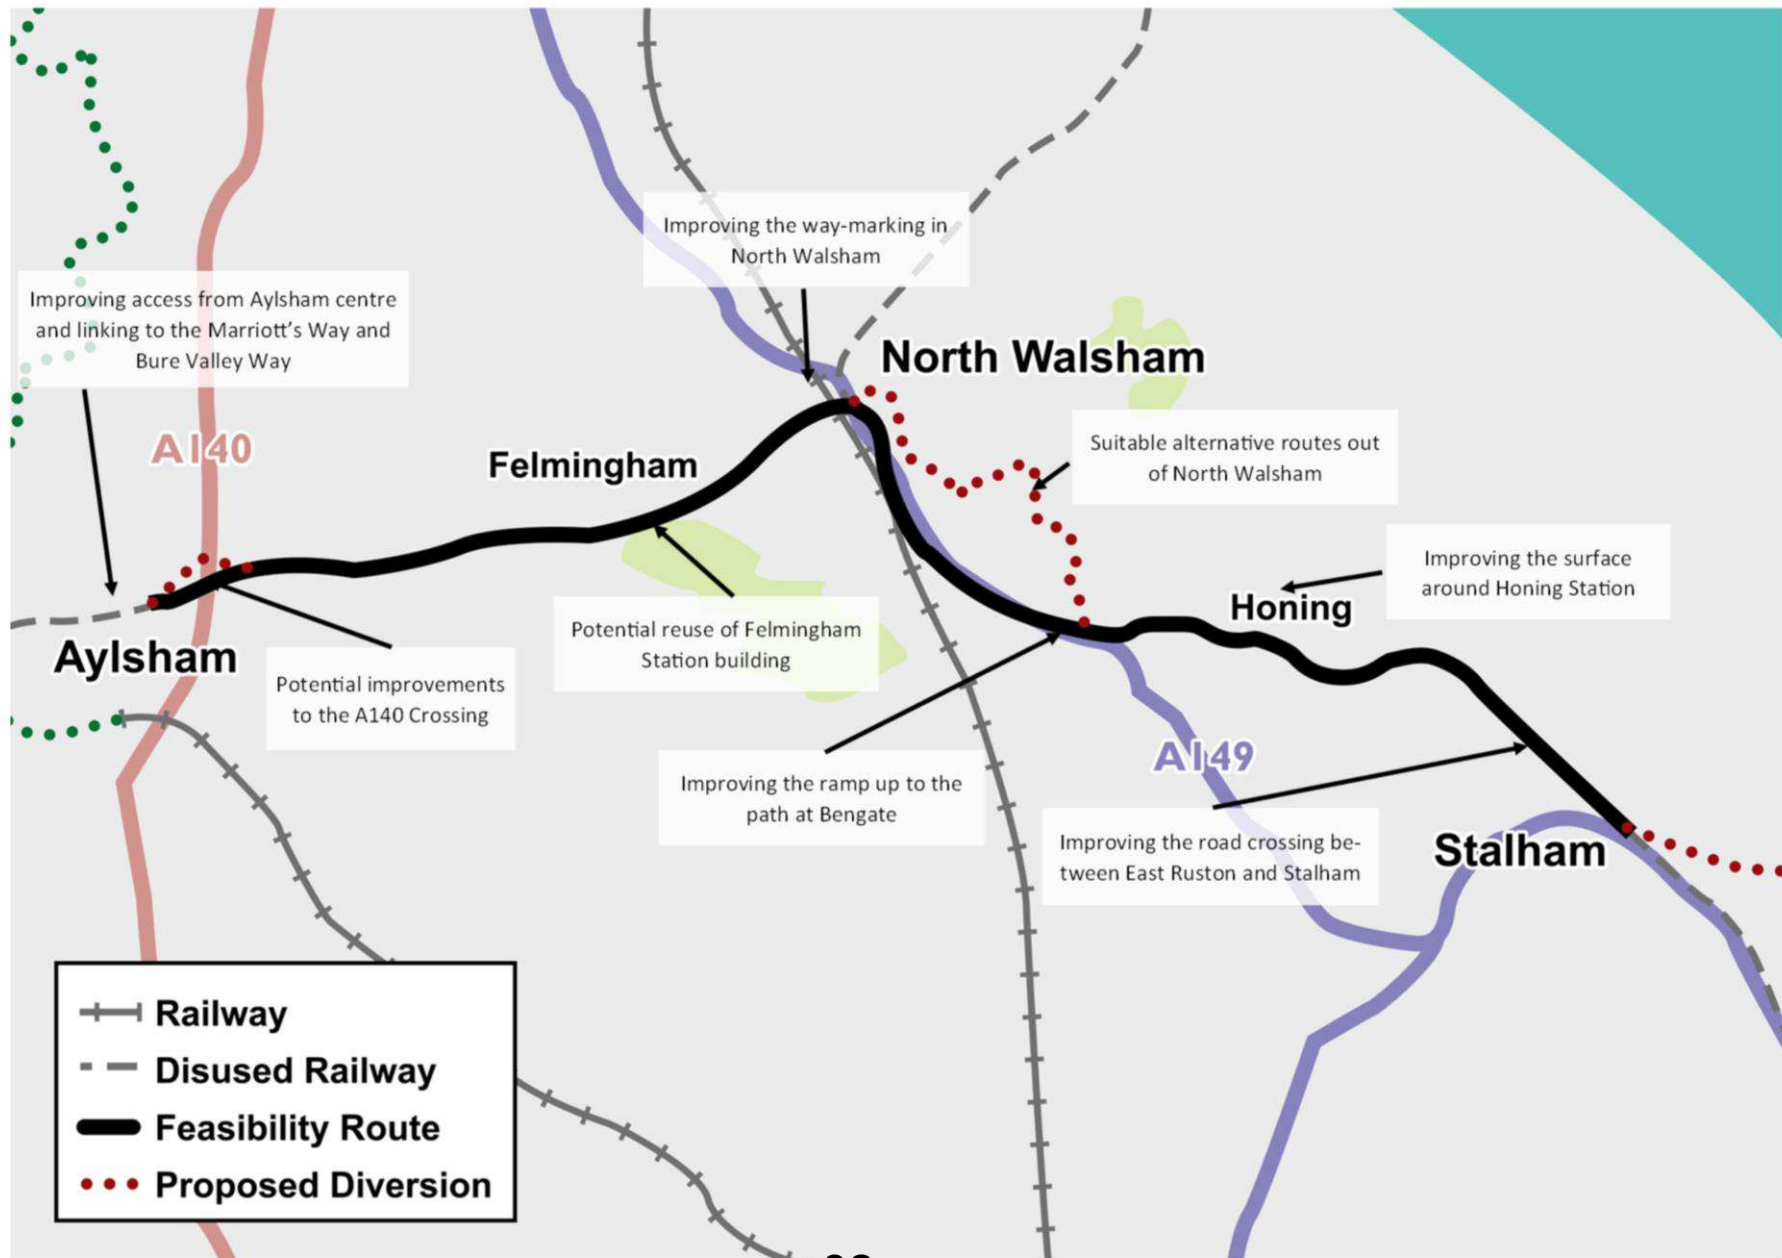 Improving the way-marking in
North Walsham
Improving access from Aylsham centre
and linking to the Marriott's Way and
Bure Valley Way
North Walsham
A140
Felmingham
Suitable alternative routes out
of North Walsham
Improving the surface
around Honing Station
Honing
Aylsham
Potential reuse of Felmingham
Station building
Potential improvements
to the A140 Crossing
A149
Improving the ramp up to the
path at Bengate
Improving the road crossing be-
tween East Ruston and Stalham
Stalham
Railway
Disused Railway
Feasibility Route
Proposed Diversion